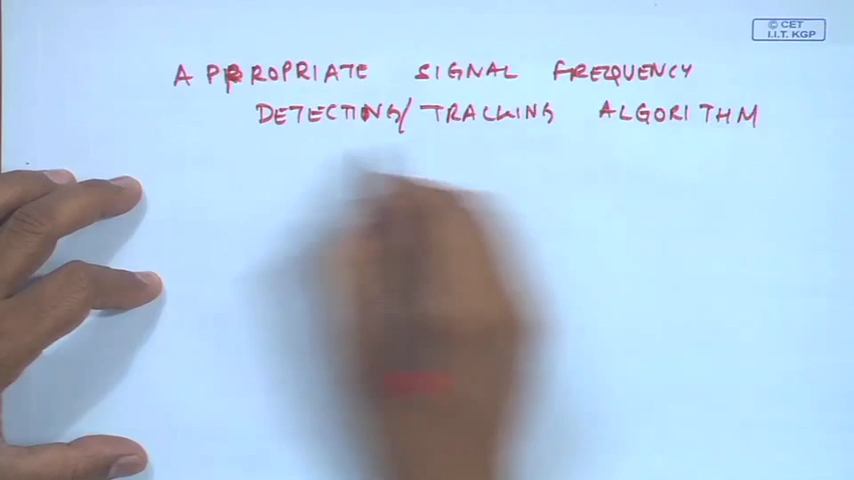 © CET
I.I.T. KGP
APPROPRIATE SIGNAL FREQUENCY
DETECTING/TRACKING ALGORITHM